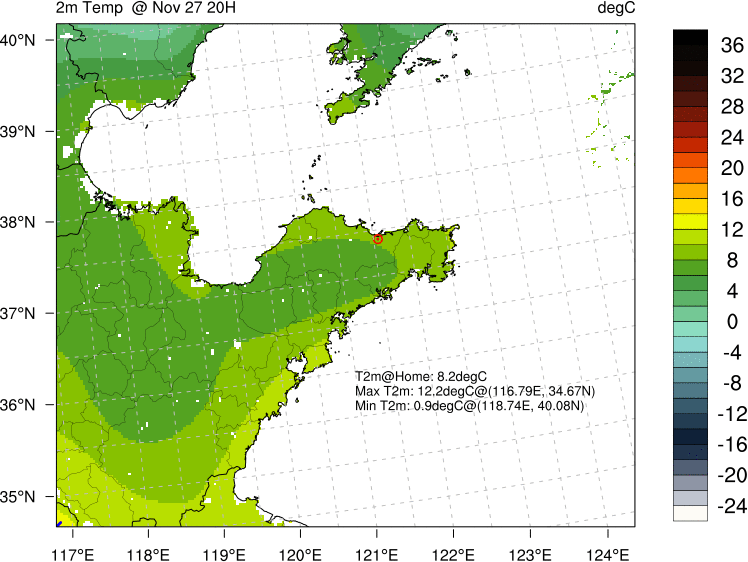 2m Temp @ Nov 27 20H degC
40°N
39°N
38°N
37°N
36°N
35°N
117°E 118°E 119°E 120°E 121°E 122°E 123°E 124°E
T2m@Home: 8.2degC
Max T2m: 12.2degC@(116.79E, 34.67N)
Min T2m: 0.9degC@(118.74E, 40.08N)
36
32
28
24
20
16
12
8
4
0
-4
-8
-12
-16
-20
-24